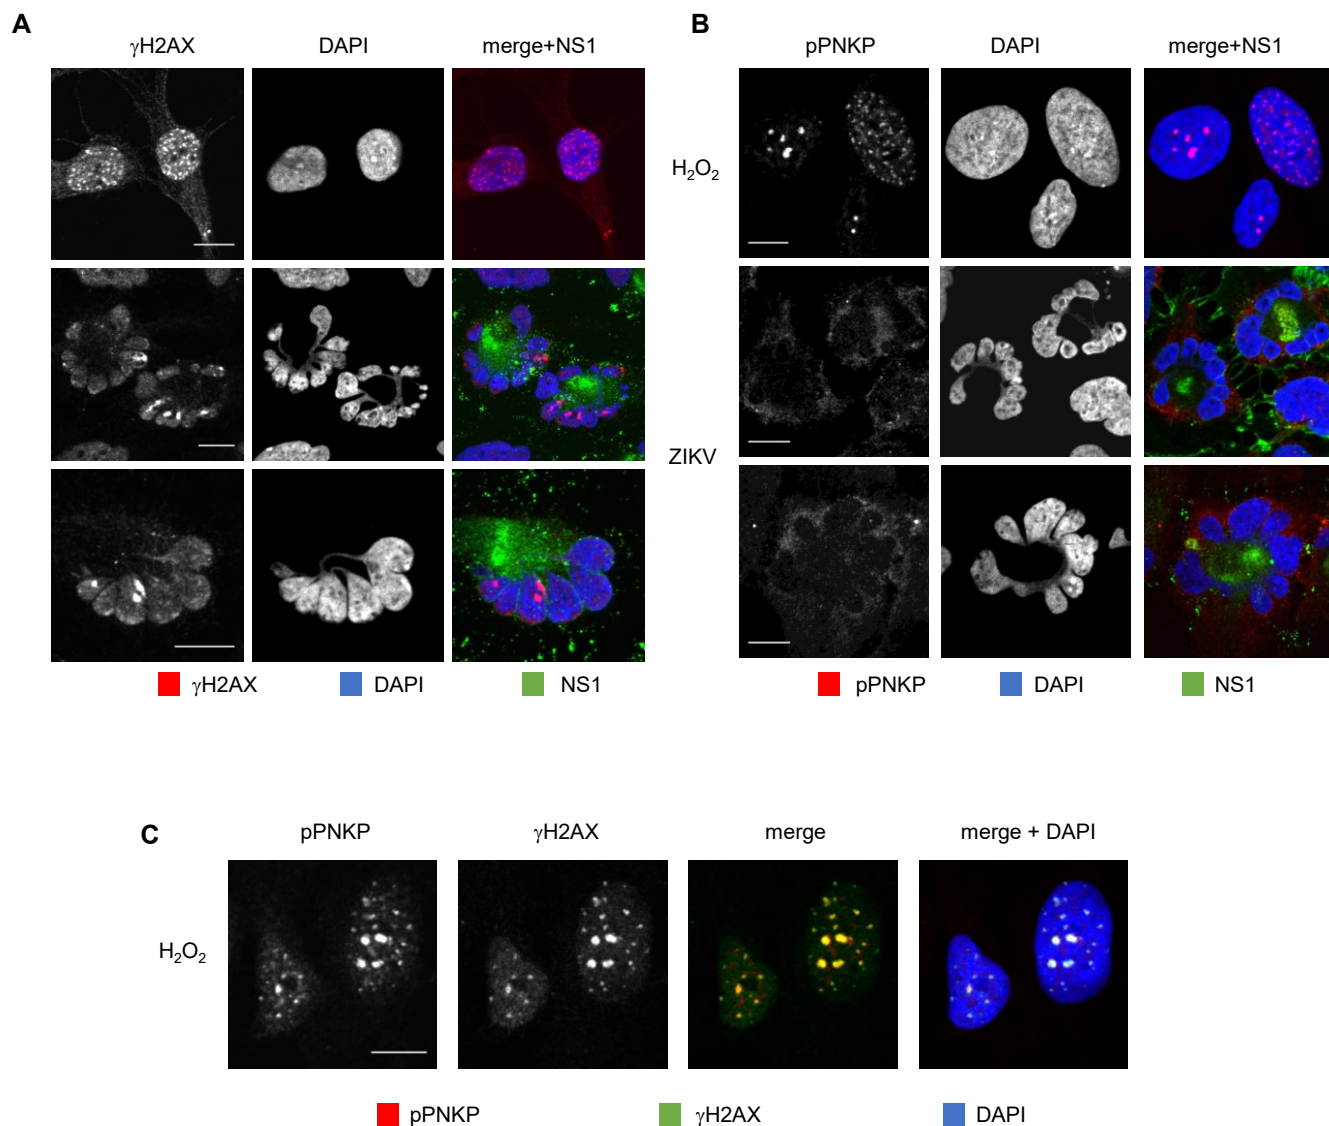 A
γH2AX DAPI merge+NS1
B
pPNKP DAPI merge+NS1
H₂O₂
ZIKV
γH2AX DAPI NS1
pPNKP DAPI NS1
C
pPNKP γH2AX merge merge + DAPI
H₂O₂
pPNKP γH2AX DAPI